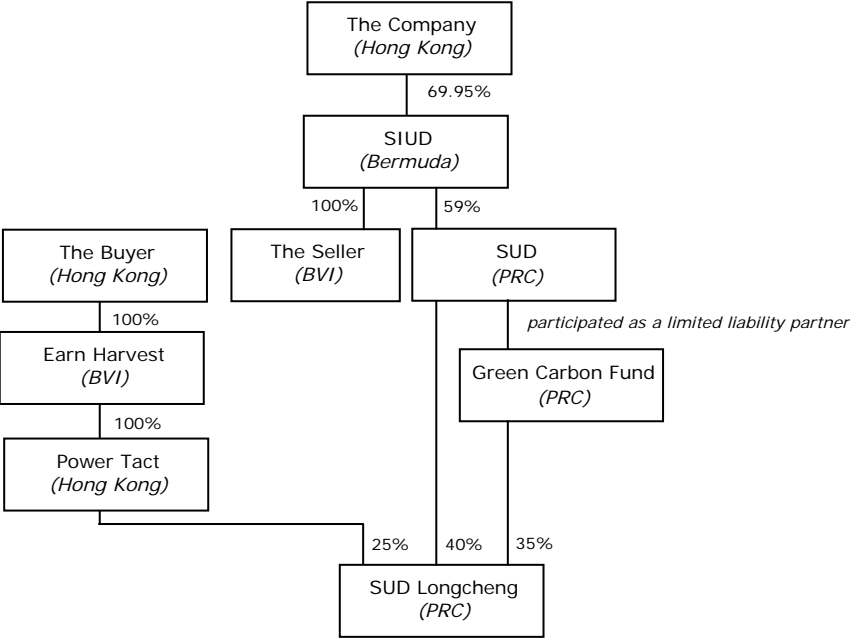 The Company
(Hong Kong)
69.95%
SIUD
(Bermuda)
100%
59%
The Buyer
(Hong Kong)
The Seller
(BVI)
SUD
(PRC)
100%
participated as a limited liability partner
Earn Harvest
(BVI)
Green Carbon Fund
(PRC)
100%
Power Tact
(Hong Kong)
25%
40%
35%
SUD Longcheng
(PRC)